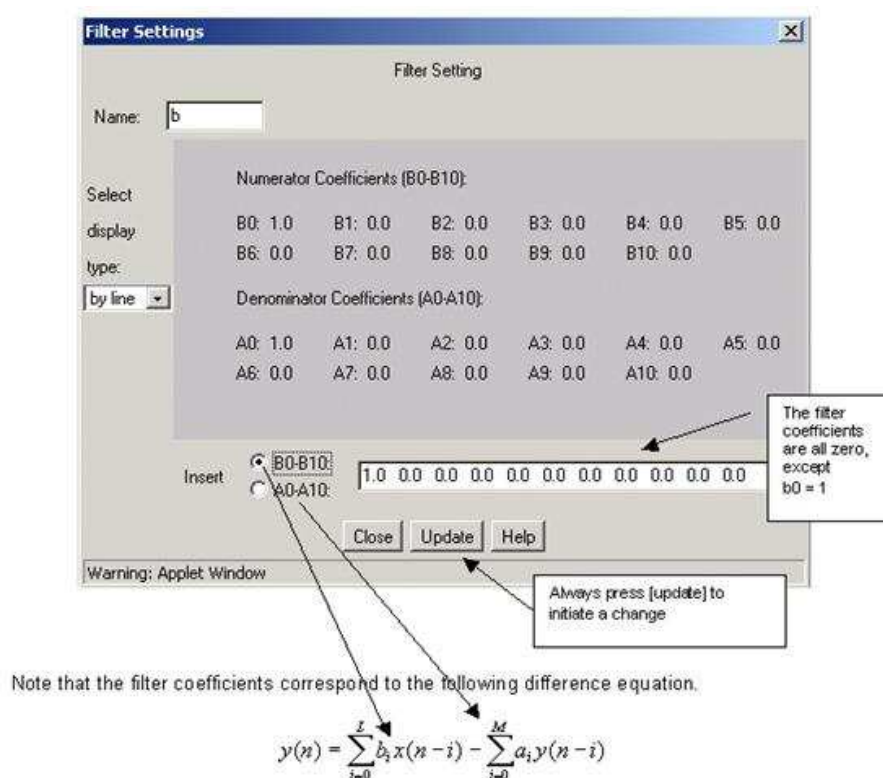 Filter Settings
Filter Setting
Name: b
Select
display
type:
by line
Numerator Coefficients (B0-B10):
B0: 1.0 B1: 0.0 B2: 0.0 B3: 0.0 B4: 0.0 B5: 0.0
B6: 0.0 B7: 0.0 B8: 0.0 B9: 0.0 B10: 0.0
Denominator Coefficients (A0-A10):
A0: 1.0 A1: 0.0 A2: 0.0 A3: 0.0 A4: 0.0 A5: 0.0
A6: 0.0 A7: 0.0 A8: 0.0 A9: 0.0 A10: 0.0
The filter
coefficients
are all zero,
except
b0 = 1
Insert
B0-B10:
A0-A10:
1.0 0.0 0.0 0.0 0.0 0.0 0.0 0.0 0.0 0.0 0.0
Close Update Help
Warning: Applet Window
Always press [update] to
initiate a change
Note that the filter coefficients correspond to the following difference equation.
y(n) = \sum_{i=0}^{L} b_i x(n-i) - \sum_{i=0}^{M} a_i y(n-i)